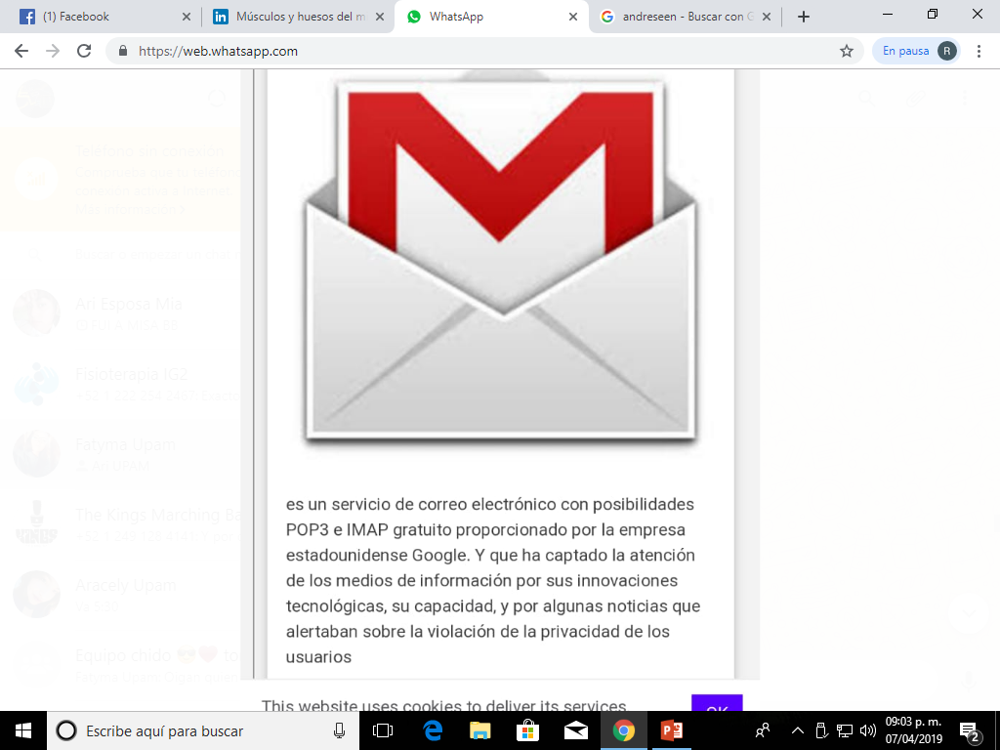 (1) Facebook
Músculos y huesos del m
WhatsApp
andreseen - Buscar con G
https://web.whatsapp.com
En pausa
R
Teléfono sin conexión
Ari Esposa Mia
Fisioterapia IG2
Fatyma Upam
The Kings Marching Ba
Aracely Upam
Equipo chido
es un servicio de correo electrónico con posibilidades
POP3 e IMAP gratuito proporcionado por la empresa
estadounidense Google. Y que ha captado la atención
de los medios de información por sus innovaciones
tecnológicas, su capacidad, y por algunas noticias que
alertaban sobre la violación de la privacidad de los
usuarios
This website uses cookies to deliver its services
OK
Escribe aquí para buscar
09:03 p. m.
07/04/2019
2